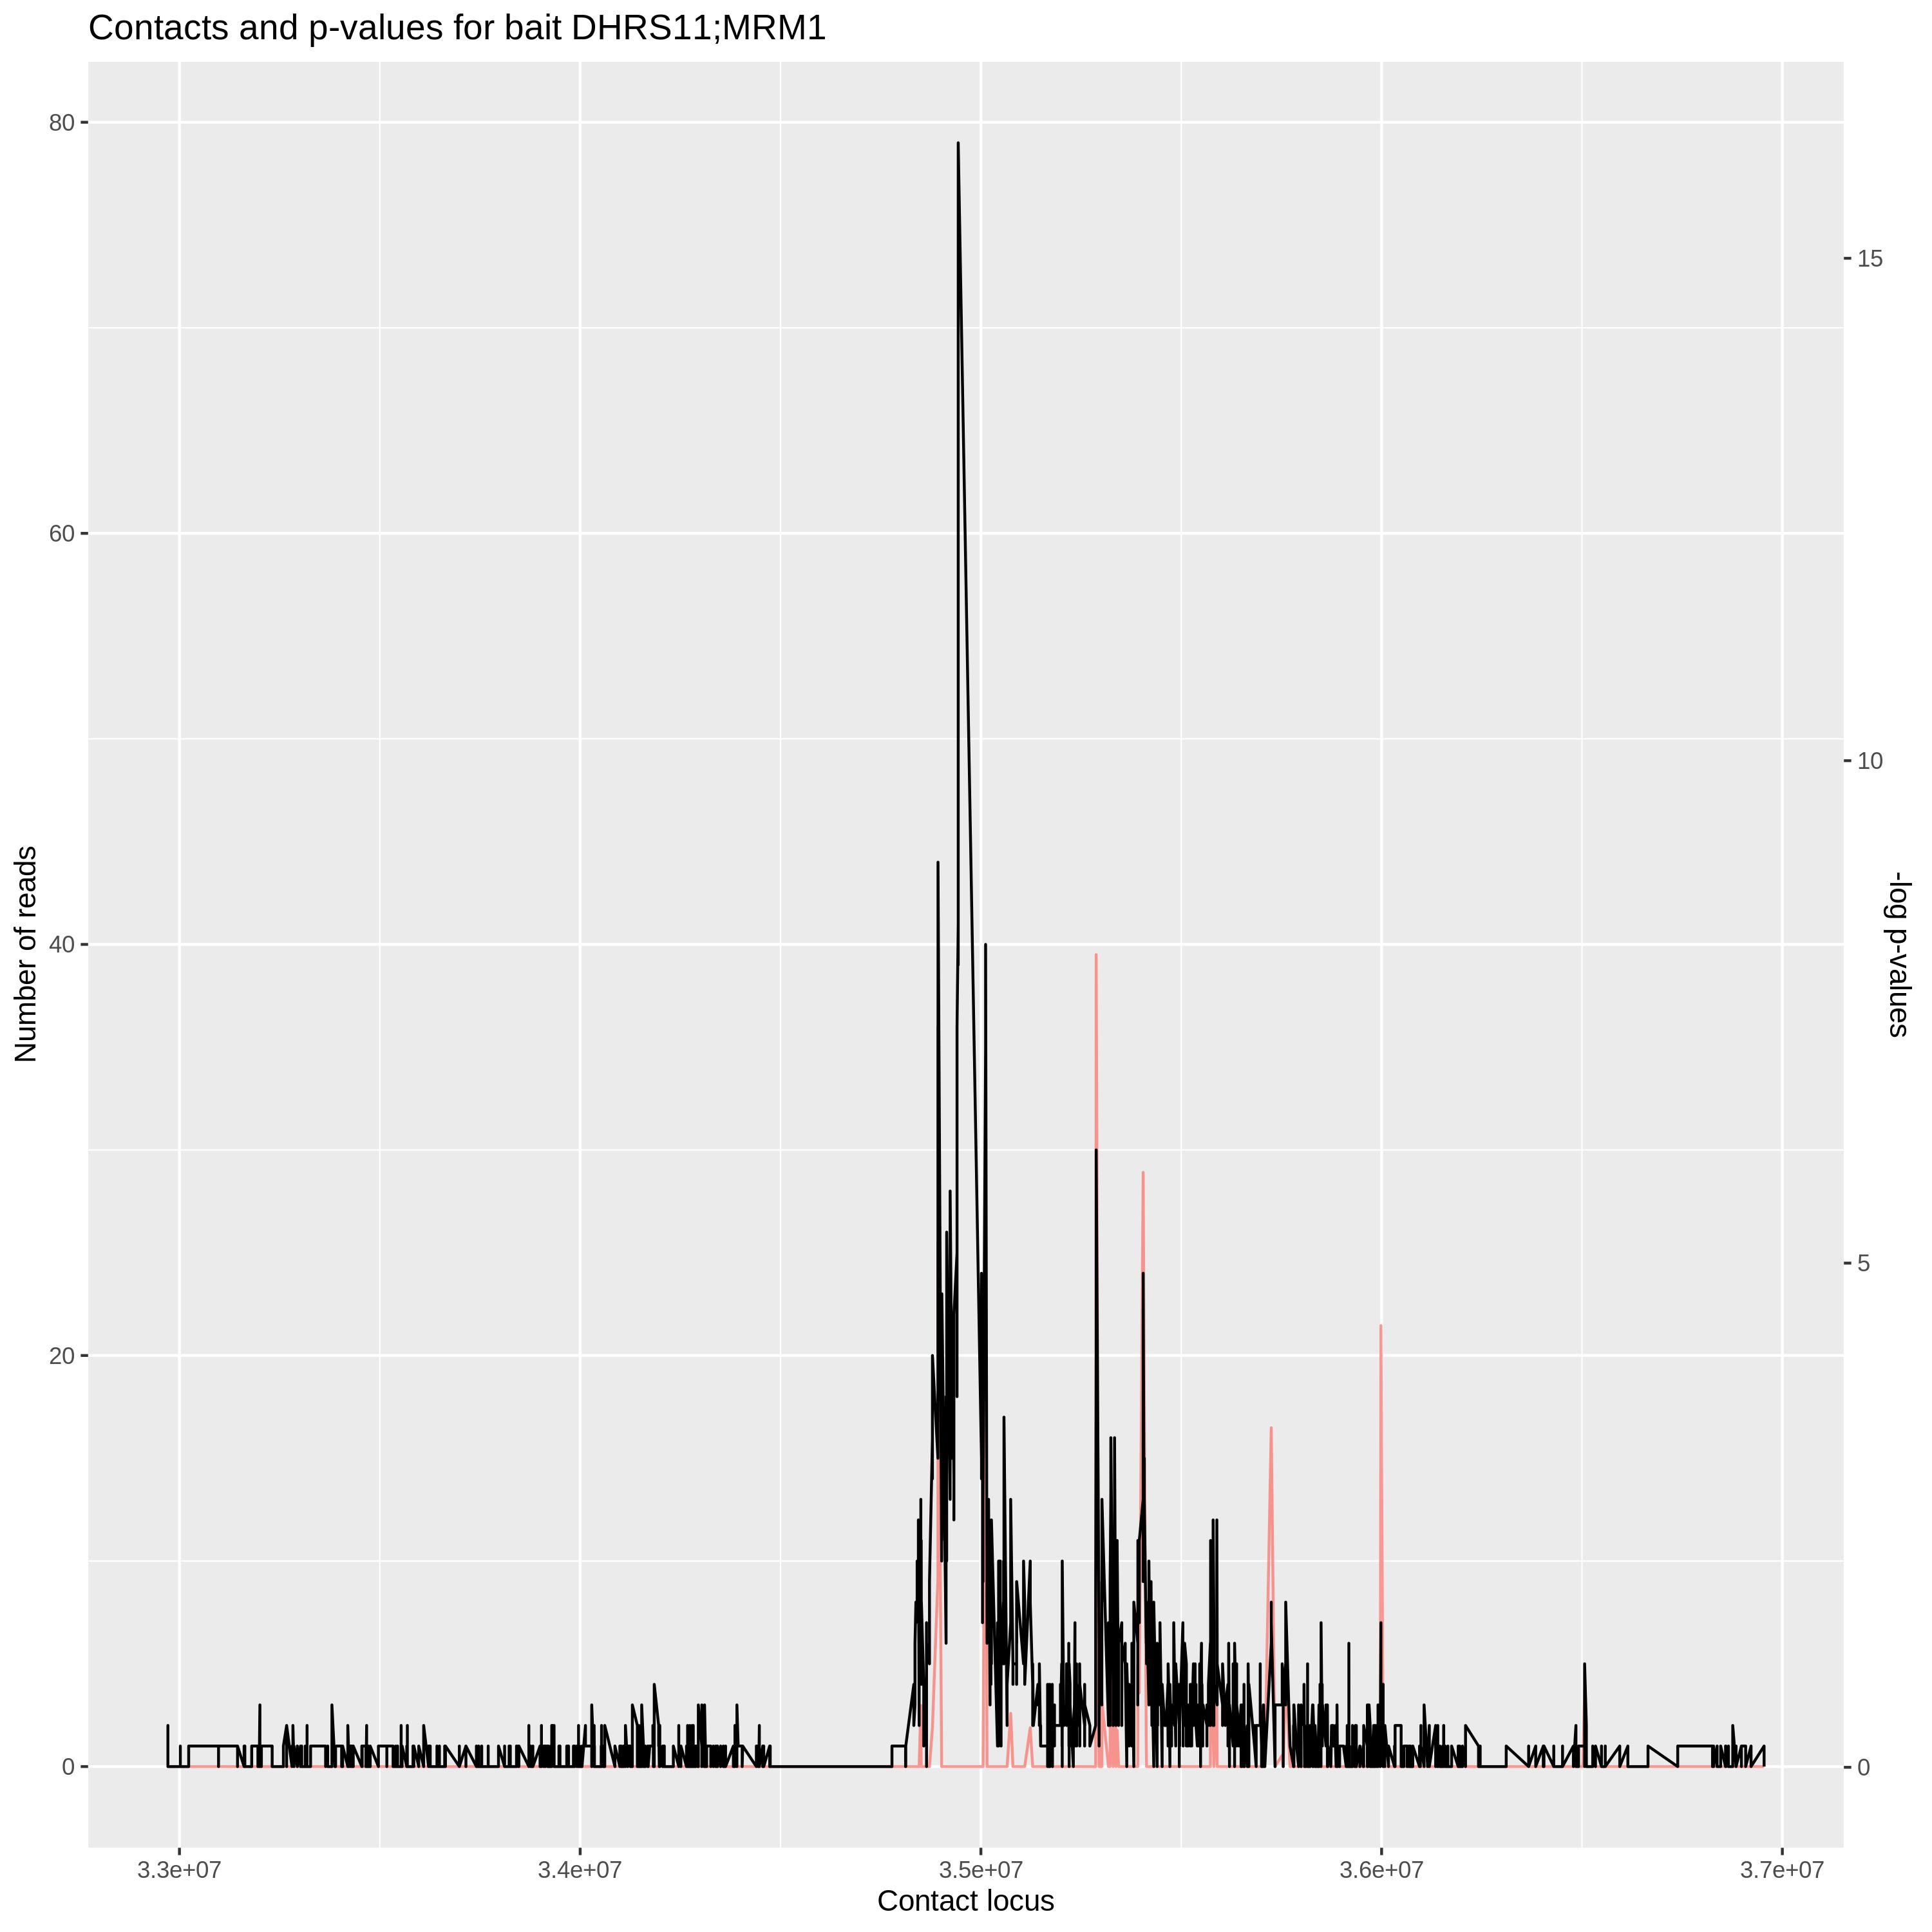 Contacts and p-values for bait DHRS11;MRM1
80
60
40
20
0
Number of reads
15
10
5
0
-log p-values
3.3e+07
3.4e+07
3.5e+07
3.6e+07
3.7e+07
Contact locus